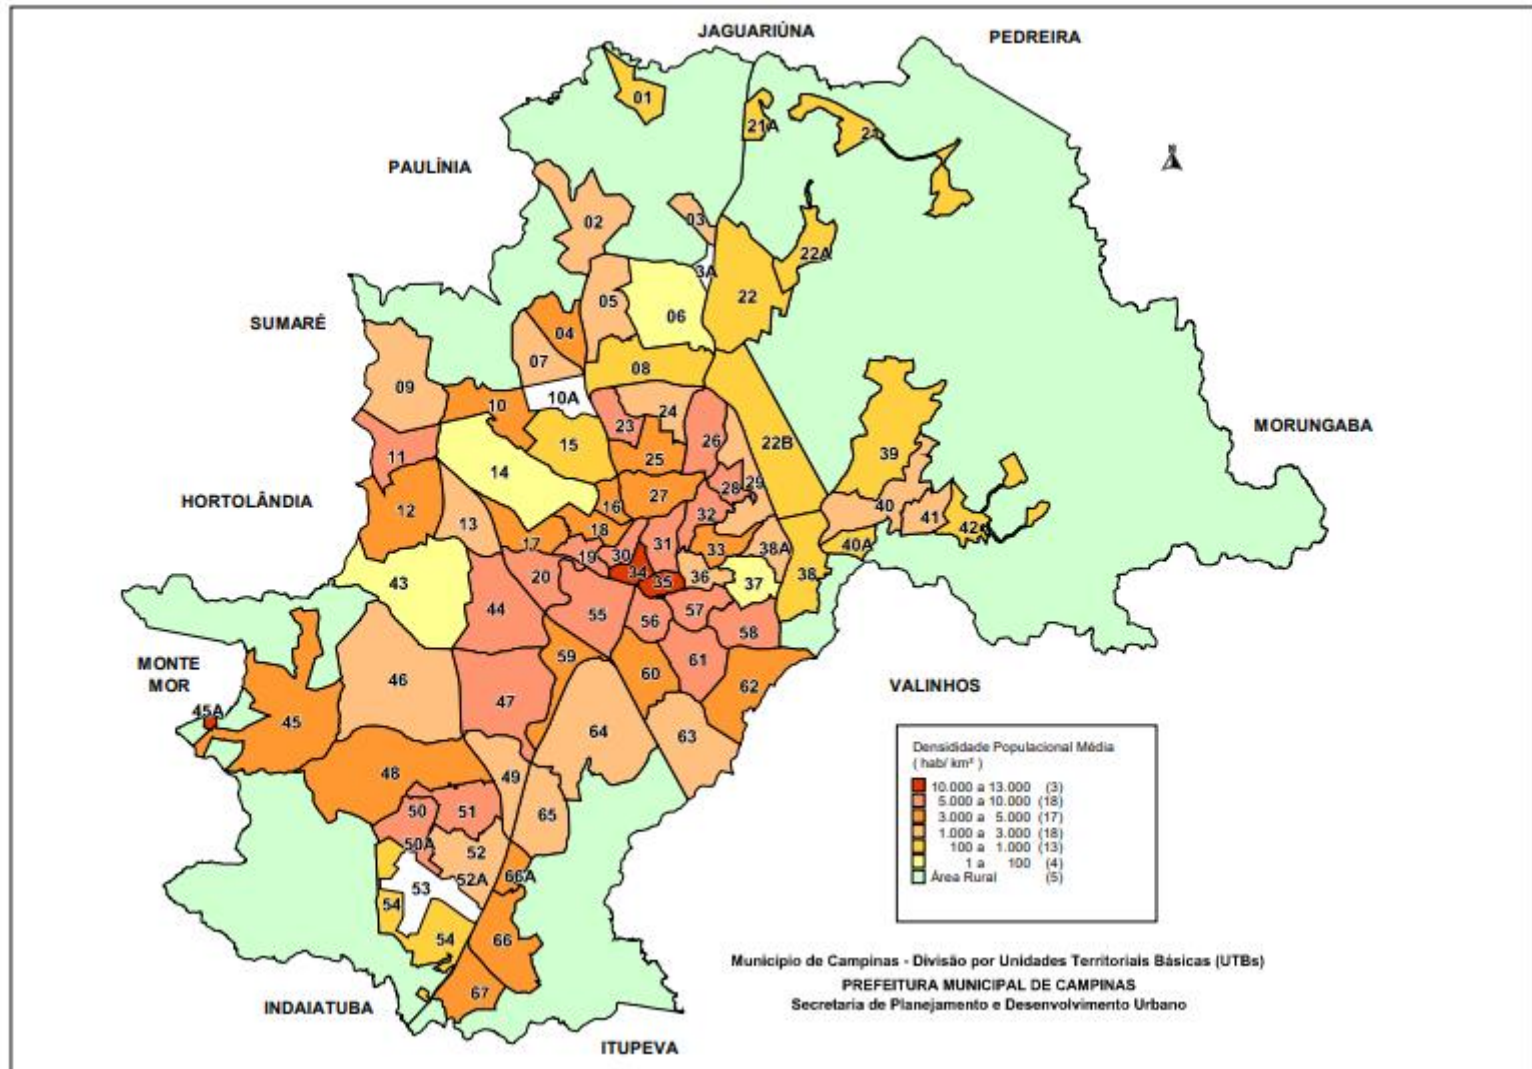 JAGUARIÚNA
PEDREIRA
01
21A
21
N
PAULÍNIA
02
03
22A
3A
05
22
06
SUMARÉ
04
07
08
09
10A
10
24
23
MORUNGABA
15
26
22B
39
11
25
14
29
28
27
HORTOLÂNDIA
16
12
40
32
41
13
18
42
17
31
33
38A
40A
19
30
34
20
36
38
35
43
37
44
55
57
56
58
59
MONTE
MOR
61
60
46
62
VALINHOS
47
45A
45
64
63
48
49
50
51
65
50A
52
66A
52A
53
54
54
66
67
INDAIATUBA
ITUPEVA
Densididade Populacional Média
( hab/ km² )
10.000 a 13.000 (3)
5.000 a 10.000 (18)
3.000 a 5.000 (17)
1.000 a 3.000 (18)
100 a 1.000 (13)
1 a 100 (4)
Área Rural (5)
Município de Campinas - Divisão por Unidades Territoriais Básicas (UTBs)
PREFEITURA MUNICIPAL DE CAMPINAS
Secretaria de Planejamento e Desenvolvimento Urbano